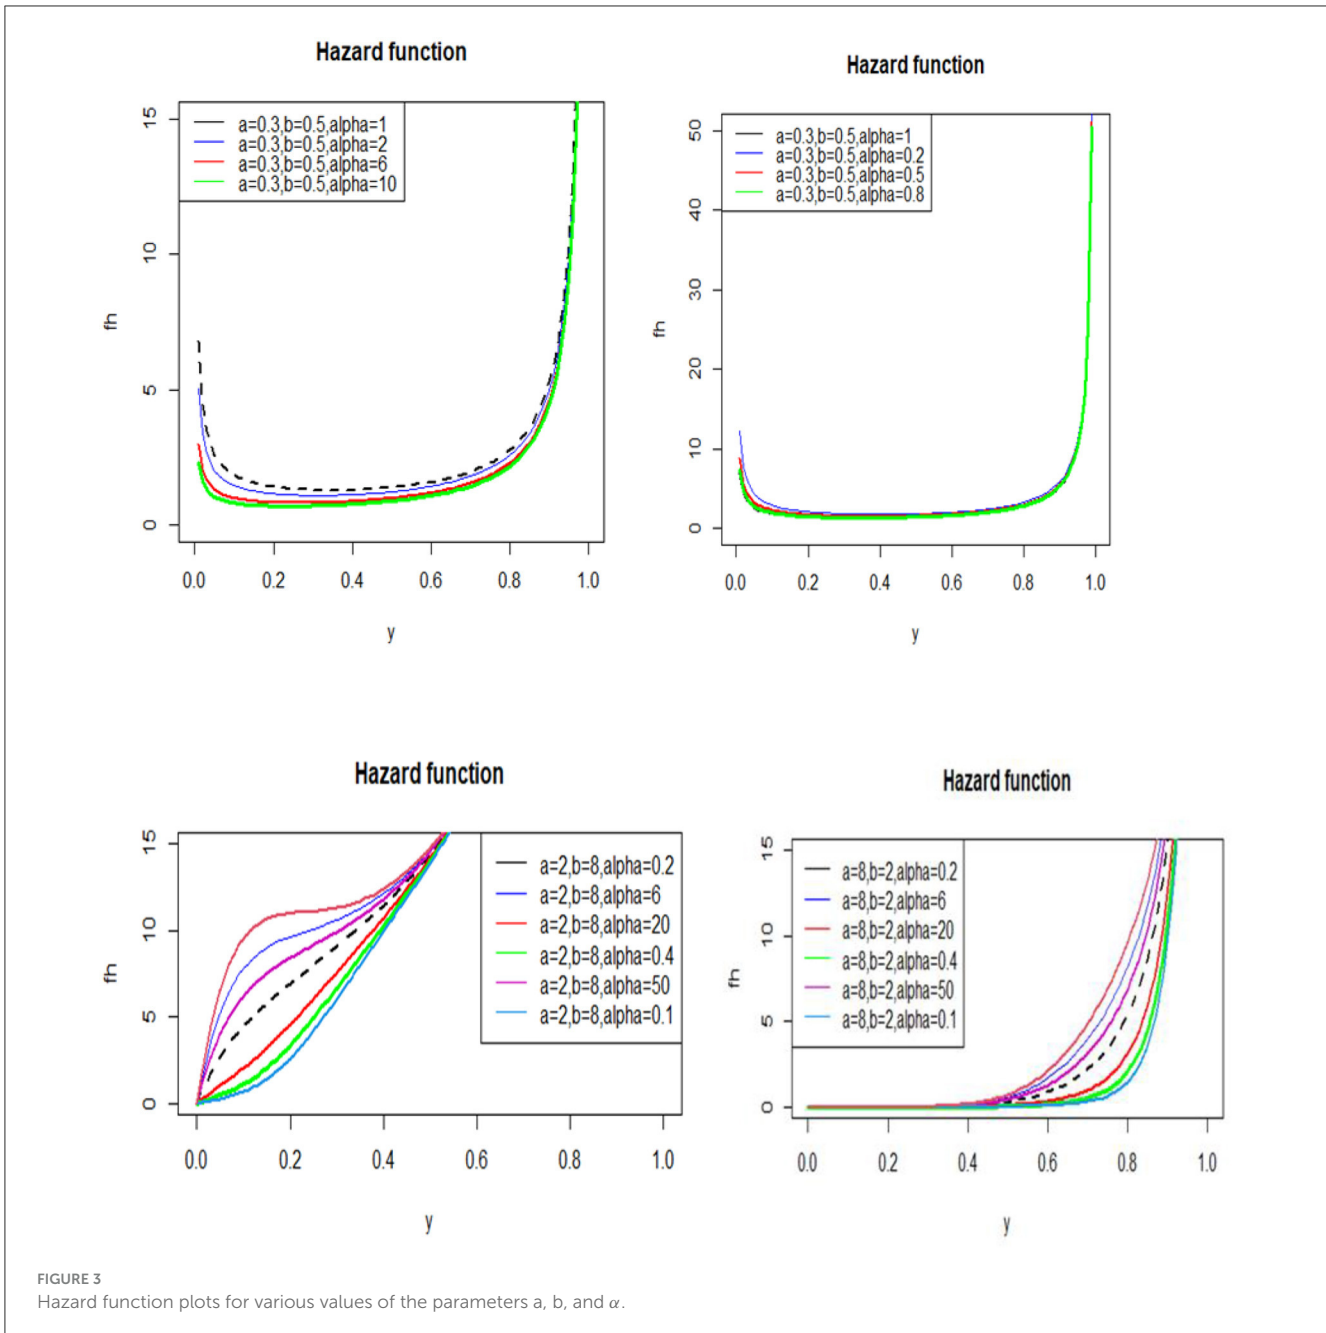 Hazard function
a=0.3,b=0.5,alpha=1
a=0.3,b=0.5,alpha=2
a=0.3,b=0.5,alpha=6
a=0.3,b=0.5,alpha=10
fh
0
5
10
15
0.0 0.2 0.4 0.6 0.8 1.0
y
Hazard function
a=0.3,b=0.5,alpha=1
a=0.3,b=0.5,alpha=0.2
a=0.3,b=0.5,alpha=0.5
a=0.3,b=0.5,alpha=0.8
fh
0
10
20
30
40
50
0.0 0.2 0.4 0.6 0.8 1.0
y
Hazard function
a=2,b=8,alpha=0.2
a=2,b=8,alpha=6
a=2,b=8,alpha=20
a=2,b=8,alpha=0.4
a=2,b=8,alpha=50
a=2,b=8,alpha=0.1
fh
0
5
10
15
0.0 0.2 0.4 0.6 0.8 1.0
y
Hazard function
a=8,b=2,alpha=0.2
a=8,b=2,alpha=6
a=8,b=2,alpha=20
a=8,b=2,alpha=0.4
a=8,b=2,alpha=50
a=8,b=2,alpha=0.1
fh
0
5
10
15
0.0 0.2 0.4 0.6 0.8 1.0
y
FIGURE 3
Hazard function plots for various values of the parameters a, b, and α.